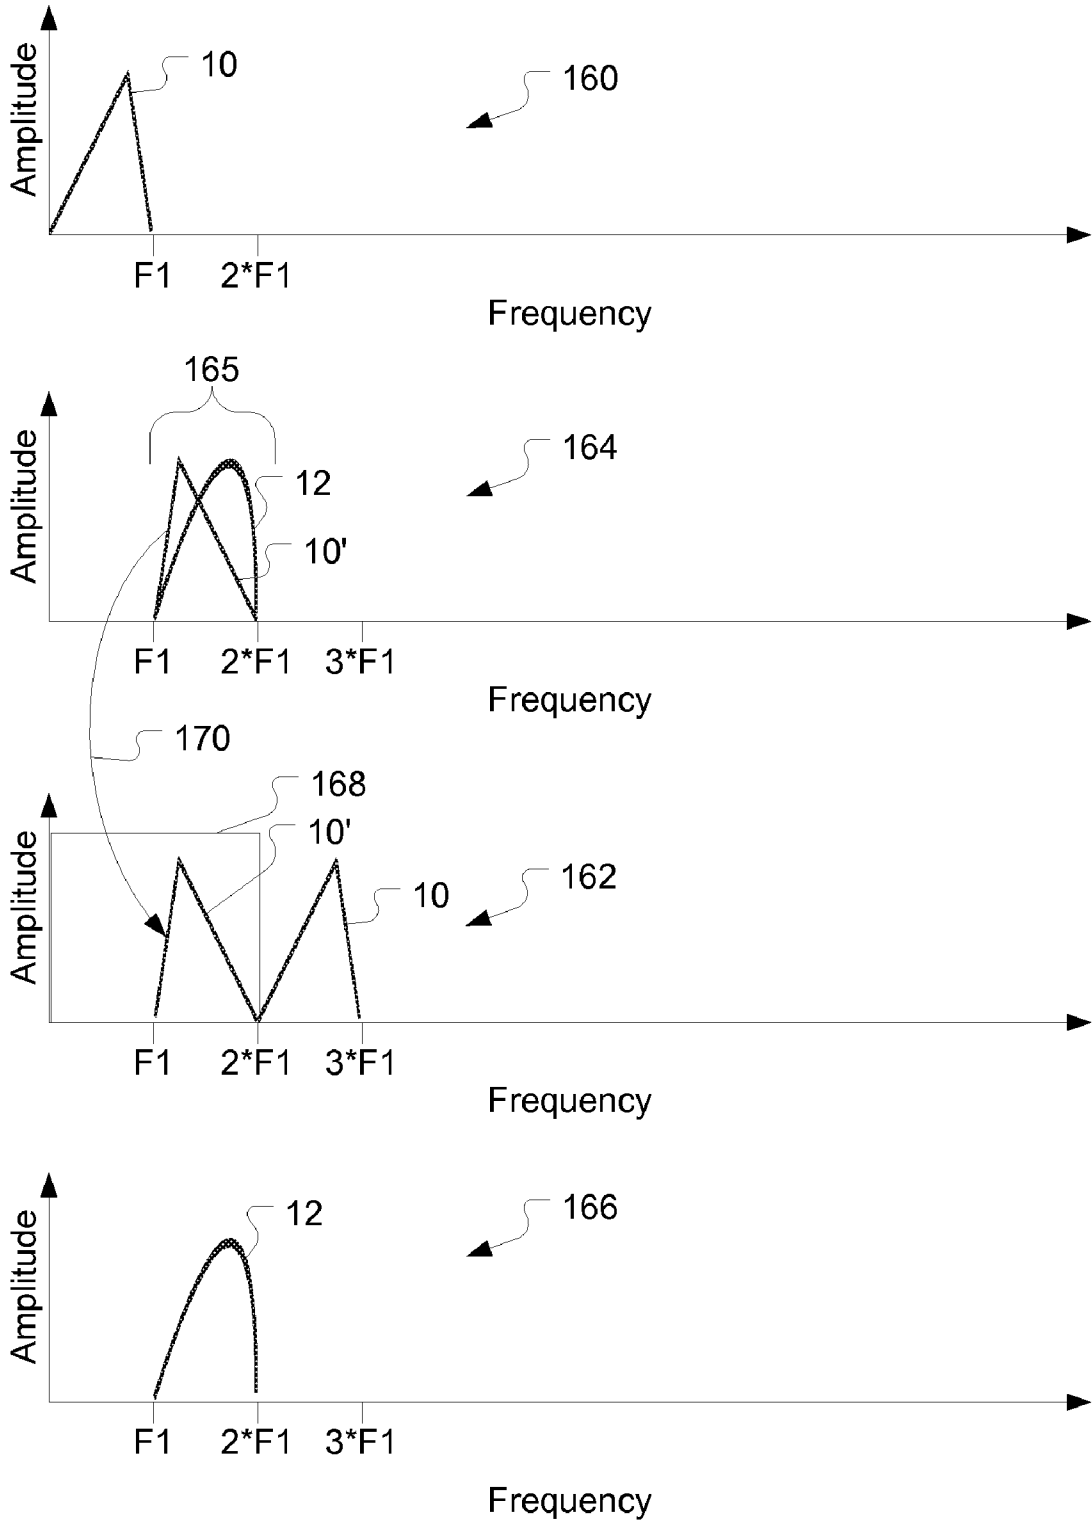 Amplitude
10
160
F1 2*F1
Frequency
165
Amplitude
164
12
10'
F1 2*F1 3*F1
Frequency
170
168
Amplitude
10'
10
162
F1 2*F1 3*F1
Frequency
Amplitude
12
166
F1 2*F1 3*F1
Frequency